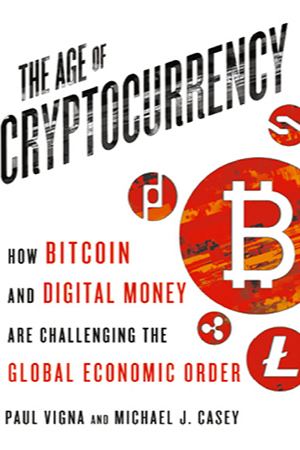 THE AGE OF
CRYPTOCURRENCY
HOW BITCOIN
AND DIGITAL MONEY
ARE CHALLENGING THE
GLOBAL ECONOMIC ORDER
PAUL VIGNA AND MICHAEL J. CASEY